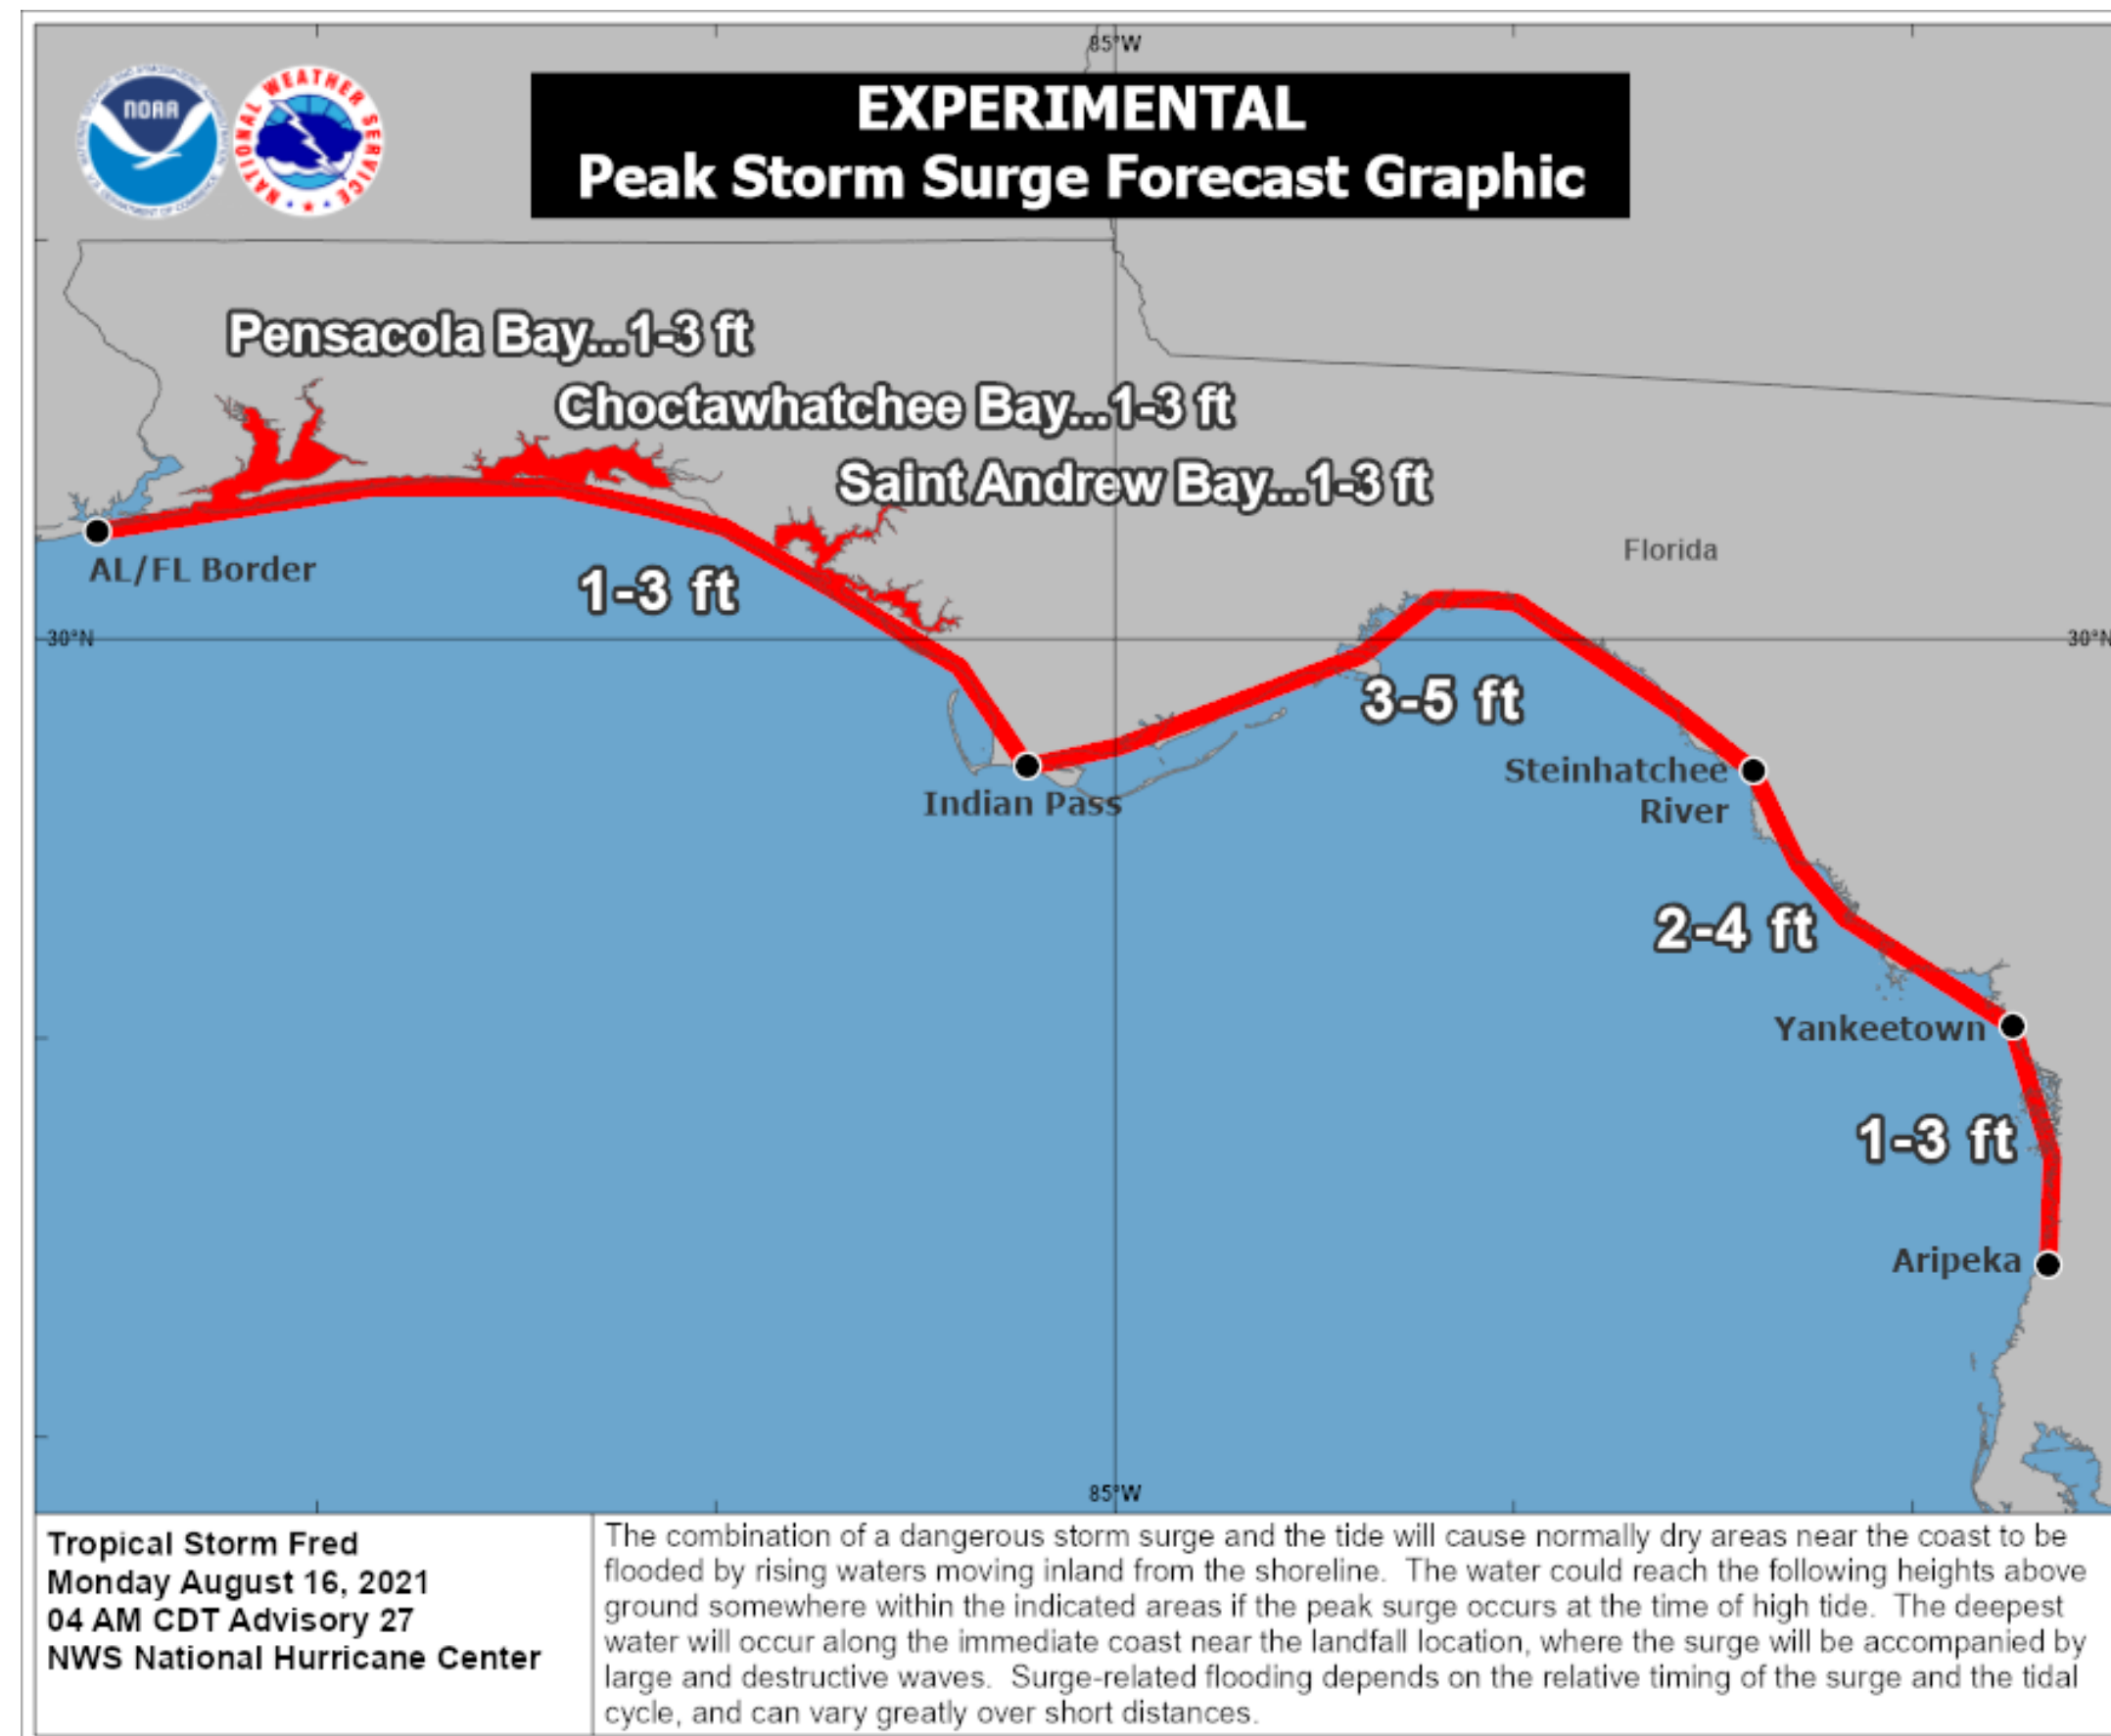 85°W
NOAA
NATIONAL WEATHER SERVICE
EXPERIMENTAL
Peak Storm Surge Forecast Graphic
Pensacola Bay...1-3 ft
Choctawhatchee Bay...1-3 ft
Saint Andrew Bay...1-3 ft
Florida
AL/FL Border
1-3 ft
30°N
30°N
3-5 ft
Steinhatchee
River
Indian Pass
2-4 ft
Yankeetown
1-3 ft
Aripeka
85°W
Tropical Storm Fred
Monday August 16, 2021
04 AM CDT Advisory 27
NWS National Hurricane Center
The combination of a dangerous storm surge and the tide will cause normally dry areas near the coast to be
flooded by rising waters moving inland from the shoreline.  The water could reach the following heights above
ground somewhere within the indicated areas if the peak surge occurs at the time of high tide.  The deepest
water will occur along the immediate coast near the landfall location, where the surge will be accompanied by
large and destructive waves.  Surge-related flooding depends on the relative timing of the surge and the tidal
cycle, and can vary greatly over short distances.